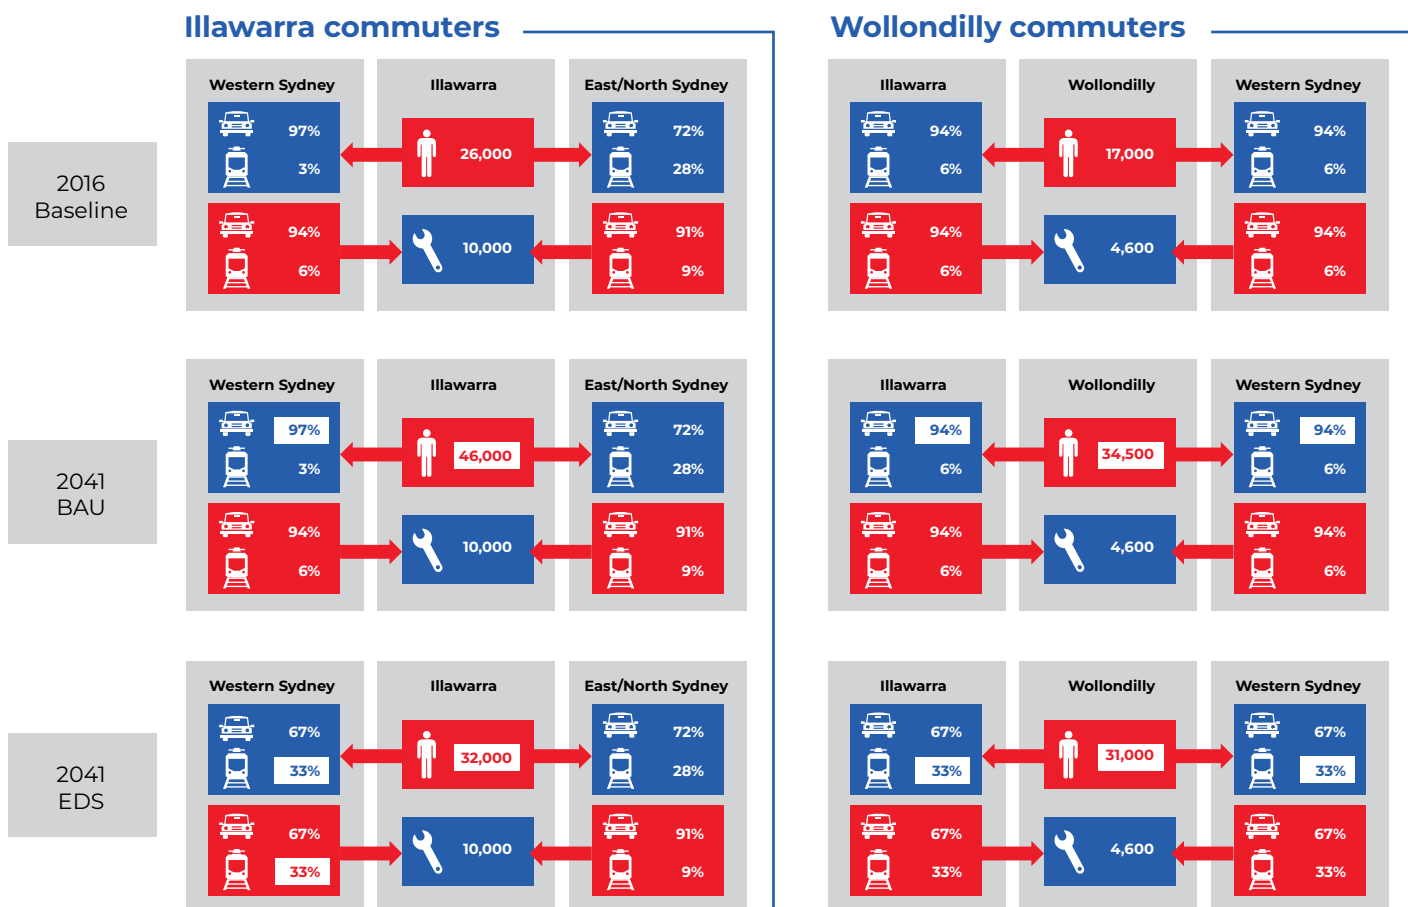 Illawarra commuters
Wollondilly commuters
2016
Baseline
Western Sydney
97%
3%
94%
6%
Illawarra
26,000
10,000
East/North Sydney
72%
28%
91%
9%
Illawarra
94%
6%
94%
6%
Wollondilly
17,000
4,600
Western Sydney
94%
6%
94%
6%
2041
BAU
Western Sydney
97%
3%
94%
6%
Illawarra
46,000
10,000
East/North Sydney
72%
28%
91%
9%
Illawarra
94%
6%
94%
6%
Wollondilly
34,500
4,600
Western Sydney
94%
6%
94%
6%
2041
EDS
Western Sydney
67%
33%
67%
33%
Illawarra
32,000
10,000
East/North Sydney
72%
28%
91%
9%
Illawarra
67%
33%
67%
33%
Wollondilly
31,000
4,600
Western Sydney
67%
33%
67%
33%